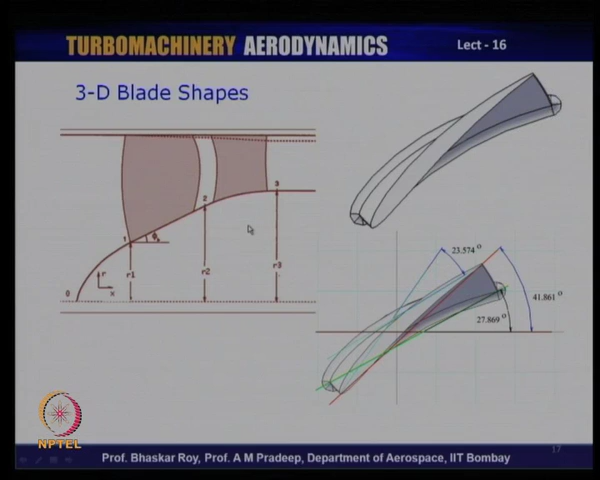 TURBOMACHINERY AERODYNAMICS
Lect - 16
3-D Blade Shapes
1
2
3
0
r
x
r1
r2
r3
23.574 °
41.861 °
27.869 °
NPTEL
Prof. Bhaskar Roy, Prof. A M Pradeep, Department of Aerospace, IIT Bombay
17